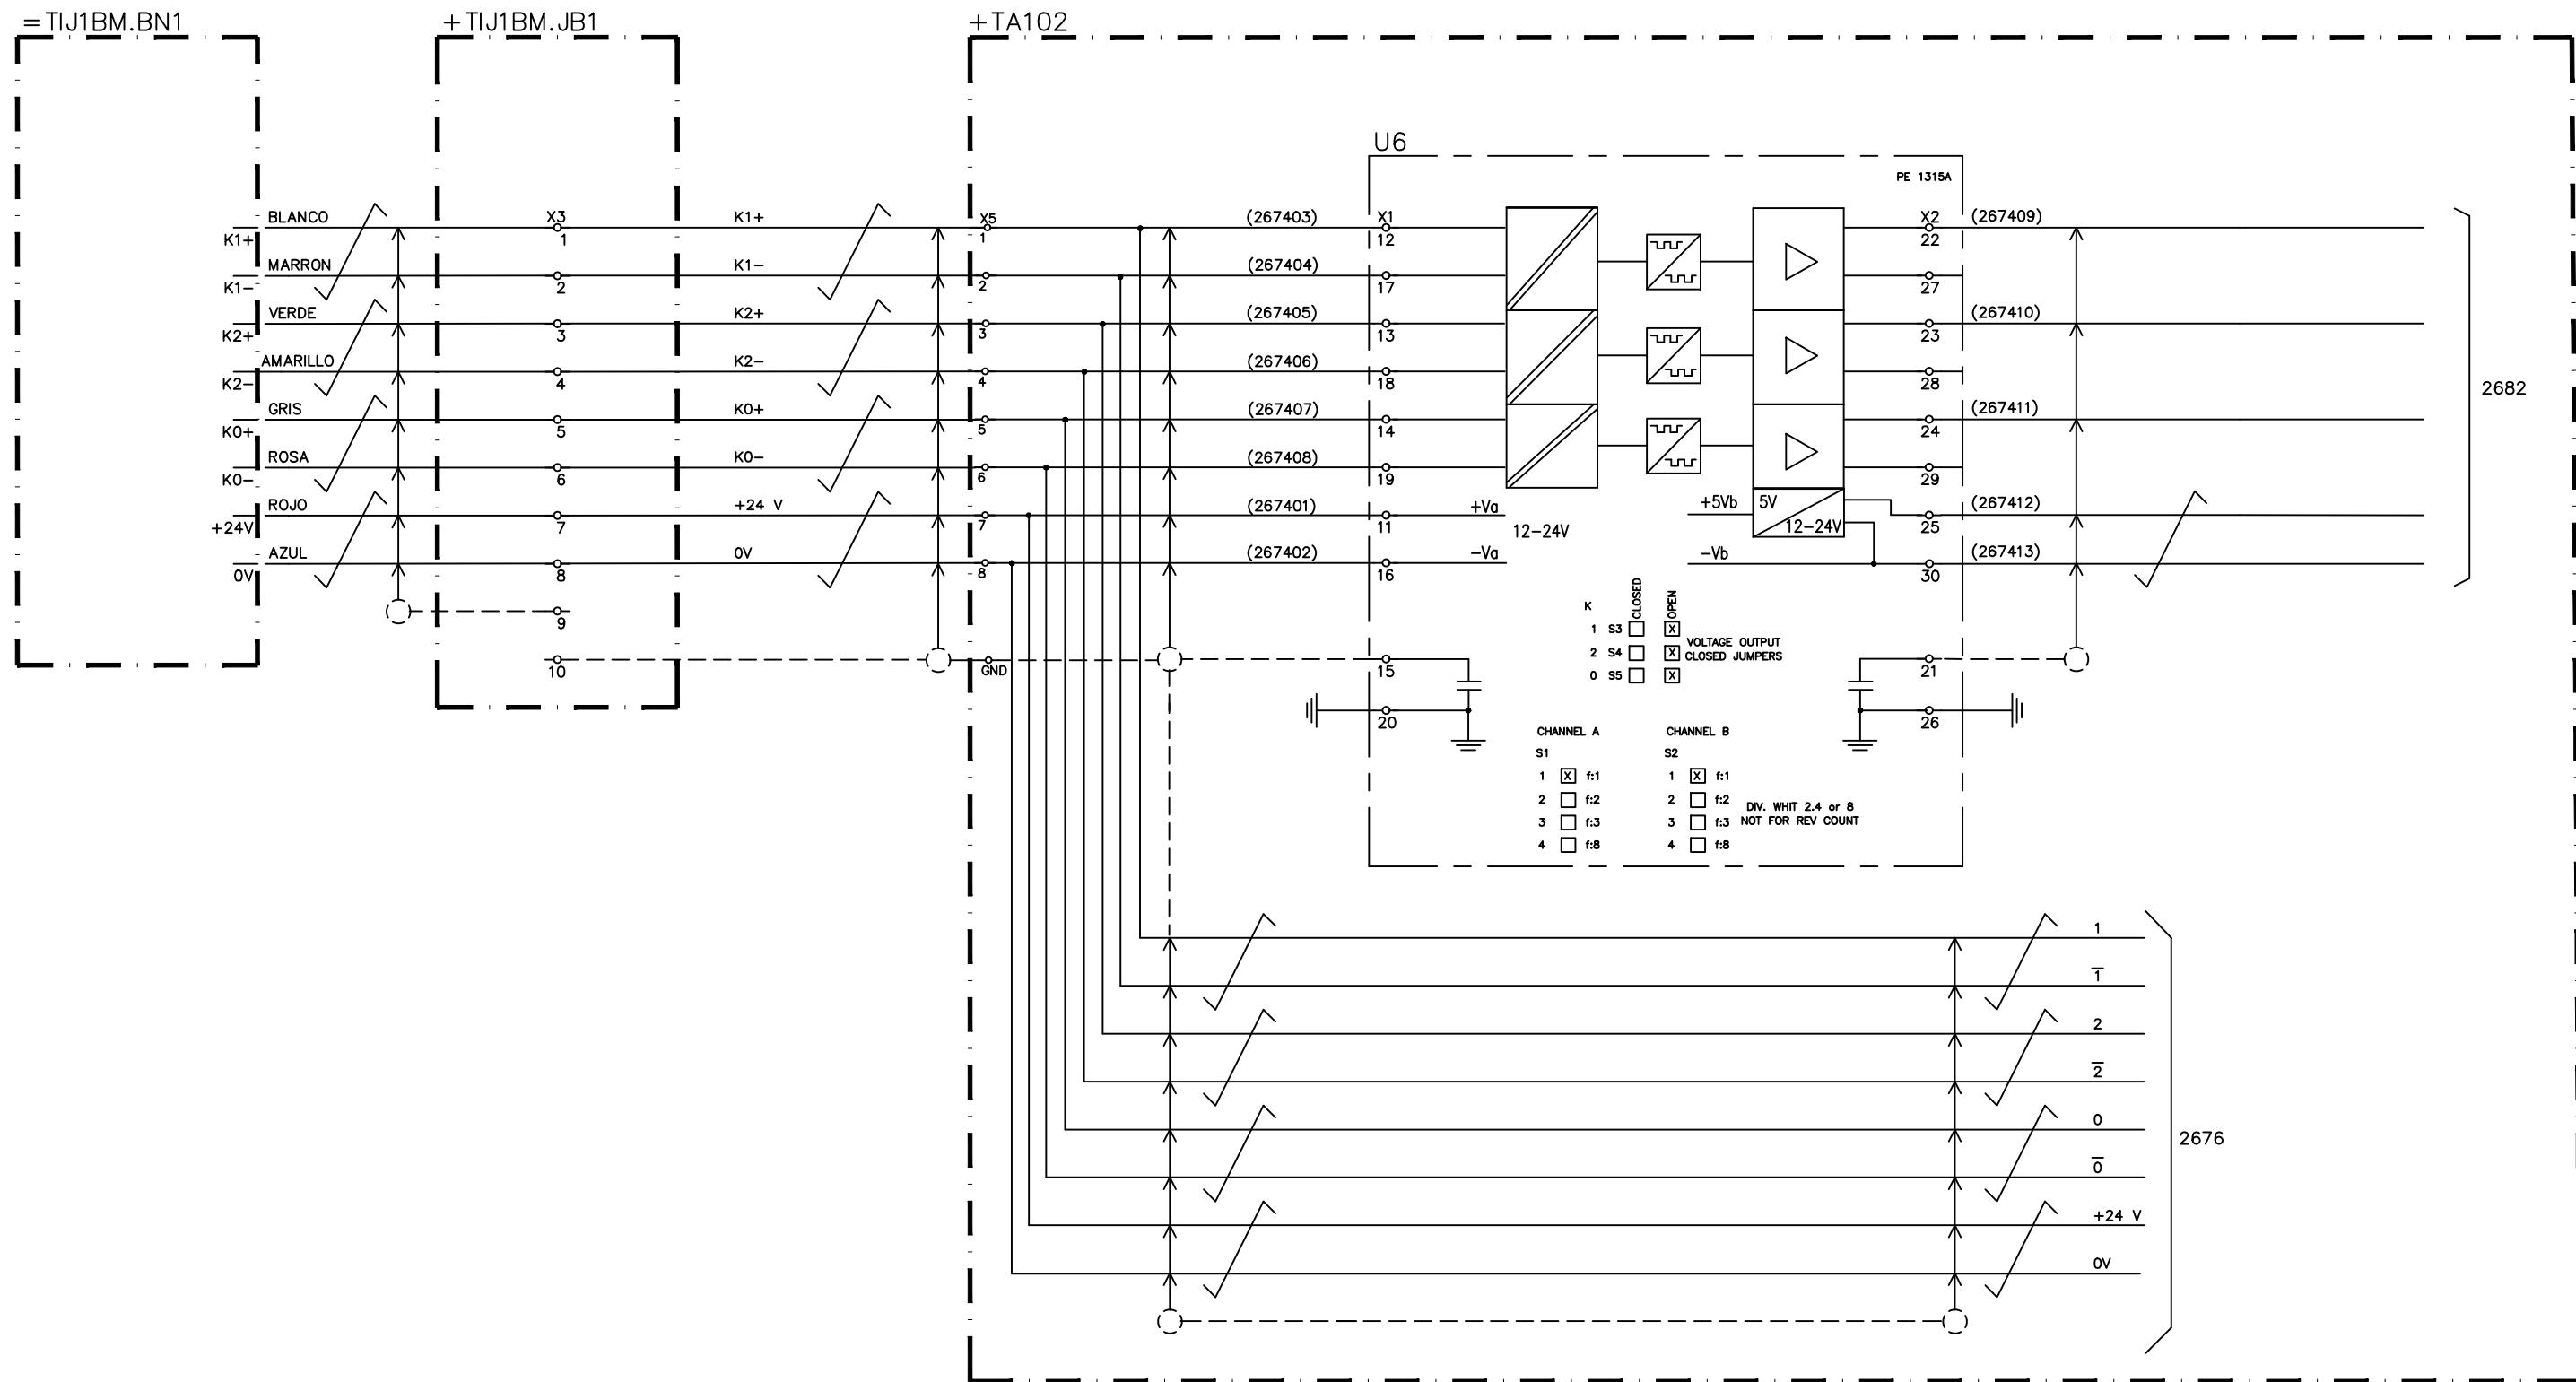 =TIJ1BM.BN1
+TIJ1BM.JB1
+TA102
U6
PE 1315A
BLANCO
K1+
X3
1
K1+
X5
1
(267403)
X1
12
X2
22
(267409)
MARRON
K1-
2
K1-
2
(267404)
17
27
VERDE
K2+
3
K2+
3
(267405)
13
23
(267410)
AMARILLO
K2-
4
K2-
4
(267406)
18
28
2682
GRIS
K0+
5
K0+
5
(267407)
14
24
(267411)
ROSA
K0-
6
K0-
6
(267408)
19
29
ROJO
+24V
7
+24 V
7
(267401)
11
+Va
12-24V
+5Vb
5V
12-24V
25
(267412)
AZUL
0V
8
0V
8
(267402)
16
-Va
-Vb
30
(267413)
9
10
GND
15
20
21
26
K
CLOSED
OPEN
1 S3 X
2 S4 X
0 S5 X
VOLTAGE OUTPUT
CLOSED JUMPERS
CHANNEL A
S1
1 X f:1
2 f:2
3 f:3
4 f:8
CHANNEL B
S2
1 X f:1
2 f:2
3 f:3
4 f:8
DIV. WHIT 2.4 or 8
NOT FOR REV COUNT
1
1̅
2
2̅
0
0̅
+24 V
0V
2676